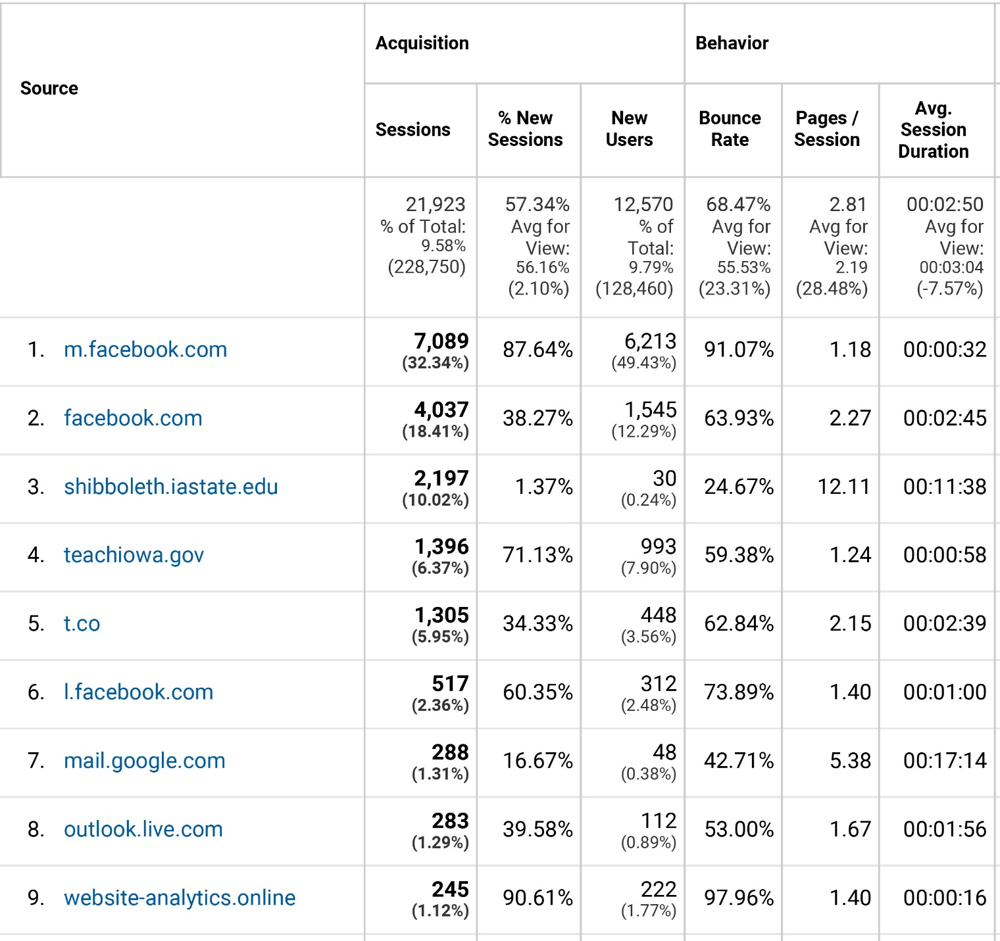 Source
Acquisition
Behavior
Sessions
% New
Sessions
New
Users
Bounce
Rate
Pages /
Session
Avg.
Session
Duration
21,923
% of Total:
9.58%
(228,750)
57.34%
Avg for
View:
56.16%
(2.10%)
12,570
% of
Total:
9.79%
(128,460)
68.47%
Avg for
View:
55.53%
(23.31%)
2.81
Avg for
View:
2.19
(28.48%)
00:02:50
Avg for
View:
00:03:04
(-7.57%)
1. m.facebook.com
7,089
(32.34%)
87.64%
6,213
(49.43%)
91.07%
1.18
00:00:32
2. facebook.com
4,037
(18.41%)
38.27%
1,545
(12.29%)
63.93%
2.27
00:02:45
3. shibboleth.iastate.edu
2,197
(10.02%)
1.37%
30
(0.24%)
24.67%
12.11
00:11:38
4. teachiowa.gov
1,396
(6.37%)
71.13%
993
(7.90%)
59.38%
1.24
00:00:58
5. t.co
1,305
(5.95%)
34.33%
448
(3.56%)
62.84%
2.15
00:02:39
6. l.facebook.com
517
(2.36%)
60.35%
312
(2.48%)
73.89%
1.40
00:01:00
7. mail.google.com
288
(1.31%)
16.67%
48
(0.38%)
42.71%
5.38
00:17:14
8. outlook.live.com
283
(1.29%)
39.58%
112
(0.89%)
53.00%
1.67
00:01:56
9. website-analytics.online
245
(1.12%)
90.61%
222
(1.77%)
97.96%
1.40
00:00:16